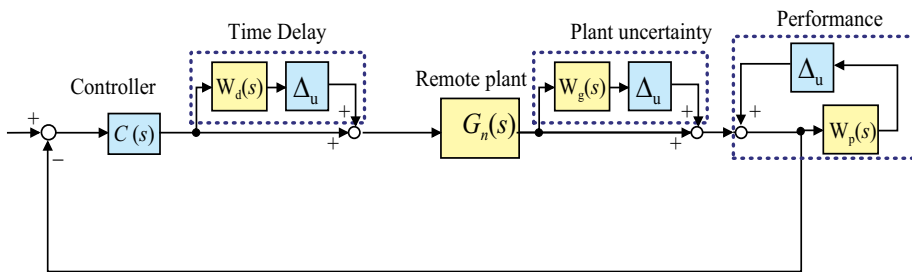 Performance
Time Delay
Plant uncertainty
Controller
Remote plant
W_d(s)
Δ_u
W_g(s)
Δ_u
Δ_u
C(s)
G_n(s)
W_p(s)
+
−
+
+
+
+
+